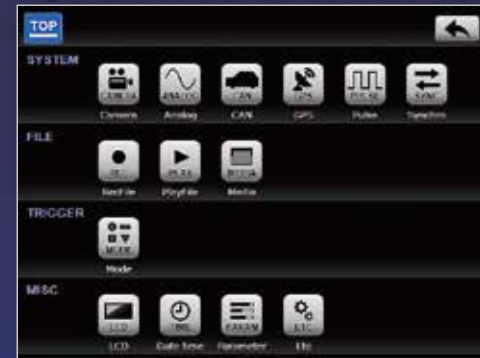 TOP
SYSTEM
CAMERA ANALOG CAN GPS PULSE SYNC
Camera Analog CAN GPS Pulse Synchro
FILE
REC PLAY MEDIA
RecFile PlayFile Media
TRIGGER
MODE
Mode
MISC
LCD TIME PARAM ETC
LCD Date Time Parameter Etc